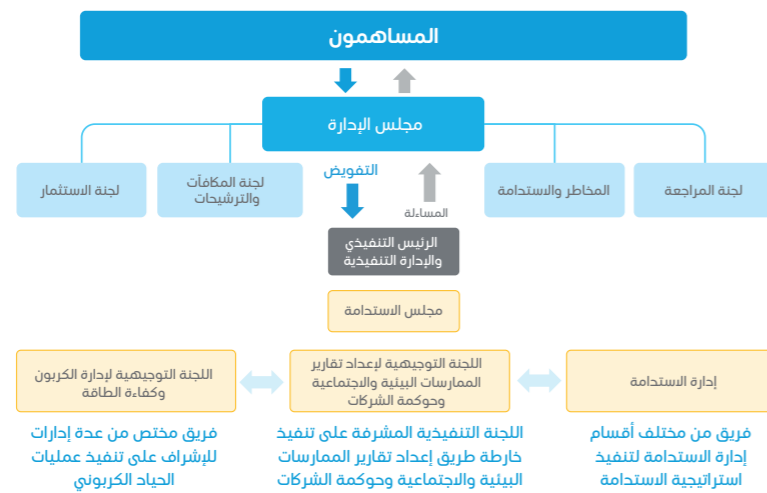 المساهمون
مجلس الإدارة
لجنة المراجعة
المخاطر والاستدامة
التفويض
المساءلة
لجنة المكافآت
والترشيحات
لجنة الاستثمار
الرئيس التنفيذي
والإدارة التنفيذية
مجلس الاستدامة
إدارة الاستدامة
اللجنة التوجيهية لإعداد تقارير
الممارسات البيئية والاجتماعية
وحوكمة الشركات
اللجنة التوجيهية لإدارة الكربون
وكفاءة الطاقة
فريق من مختلف أقسام
إدارة الاستدامة لتنفيذ
استراتيجية الاستدامة
اللجنة التنفيذية المشرفة على تنفيذ
خارطة طريق إعداد تقارير الممارسات
البيئية والاجتماعية وحوكمة الشركات
فريق مختص من عدة إدارات
للإشراف على تنفيذ عمليات
الحياد الكربوني